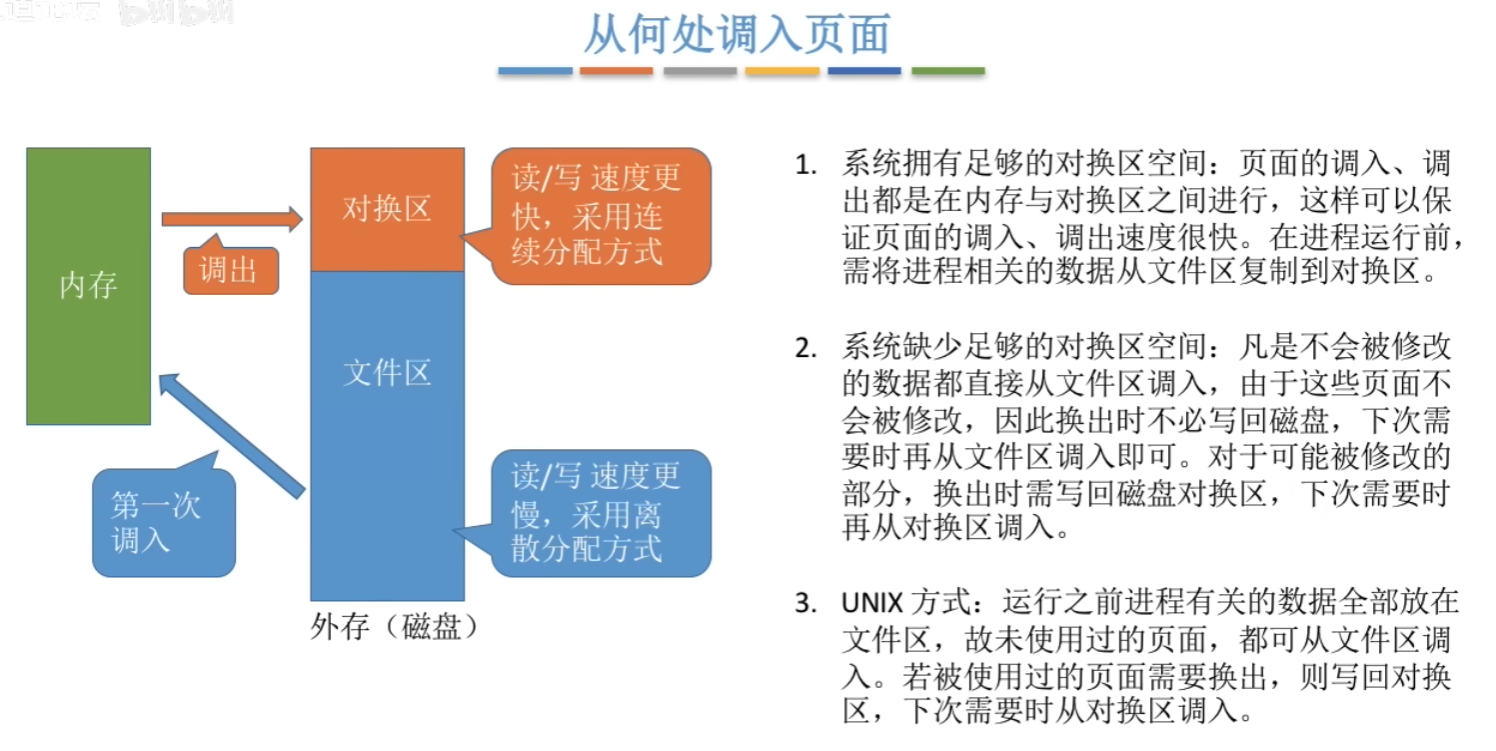 从何处调入页面
内存
调出
第一次
调入
对换区
文件区
外存（磁盘）
读/写 速度更
快，采用连
续分配方式
读/写 速度更
慢，采用离
散分配方式
1. 系统拥有足够的对换区空间：页面的调入、调
出都是在内存与对换区之间进行，这样可以保
证页面的调入、调出速度很快。在进程运行前，
需将进程相关的数据从文件区复制到对换区。
2. 系统缺少足够的对换区空间：凡是不会被修改
的数据都直接从文件区调入，由于这些页面不
会被修改，因此换出时不必写回磁盘，下次需
要时再从文件区调入即可。对于可能被修改的
部分，换出时需写回磁盘对换区，下次需要时
再从对换区调入。
3. UNIX 方式：运行之前进程有关的数据全部放在
文件区，故未使用过的页面，都可从文件区调
入。若被使用过的页面需要换出，则写回对换
区，下次需要时从对换区调入。